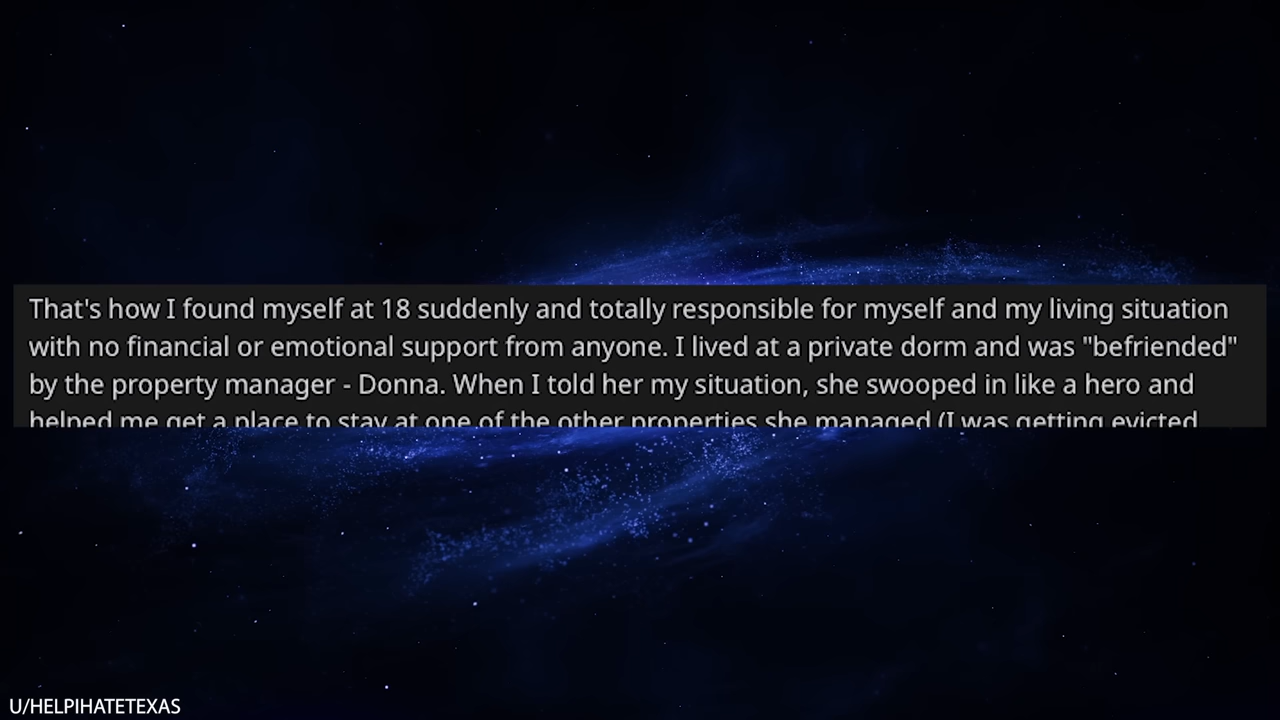 That's how I found myself at 18 suddenly and totally responsible for myself and my living situation
with no financial or emotional support from anyone. I lived at a private dorm and was "befriended"
by the property manager - Donna. When I told her my situation, she swooped in like a hero and
helped me get a place to stay at one of the other properties she managed (I was getting evicted
U/HELPIHATETEXAS